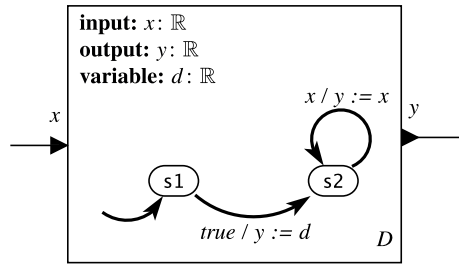 input: x: ℝ
output: y: ℝ
variable: d: ℝ
x / y := x
x
y
s1
s2
true / y := d
D